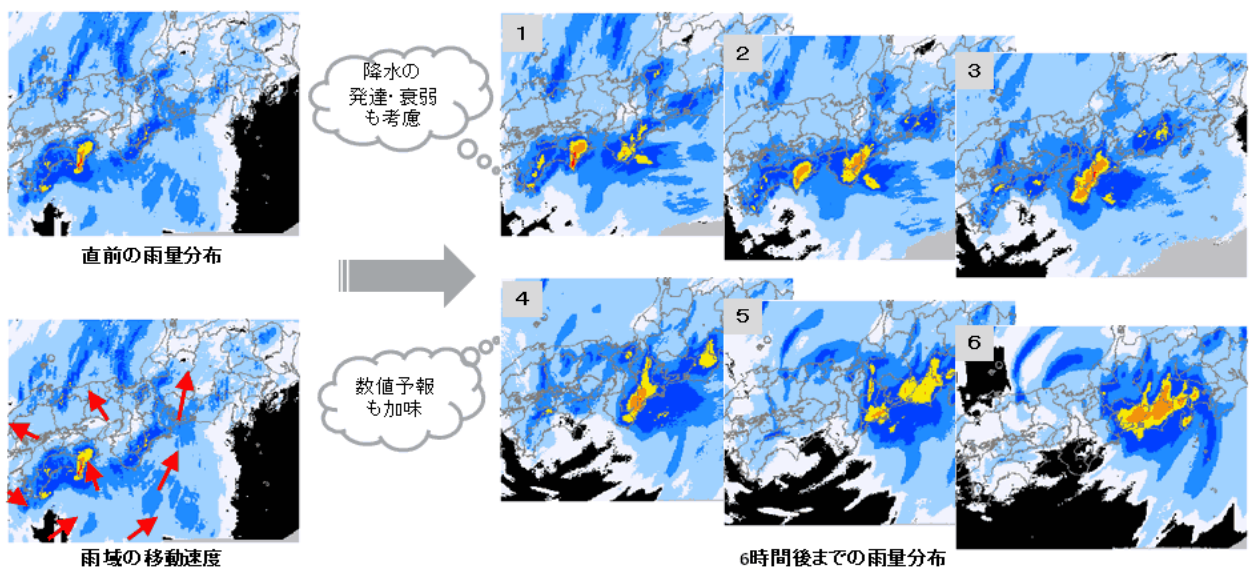 直前の雨量分布
雨域の移動速度
降水の
発達・衰弱
も考慮
数値予報
も加味
1
2
3
4
5
6
6時間後までの雨量分布